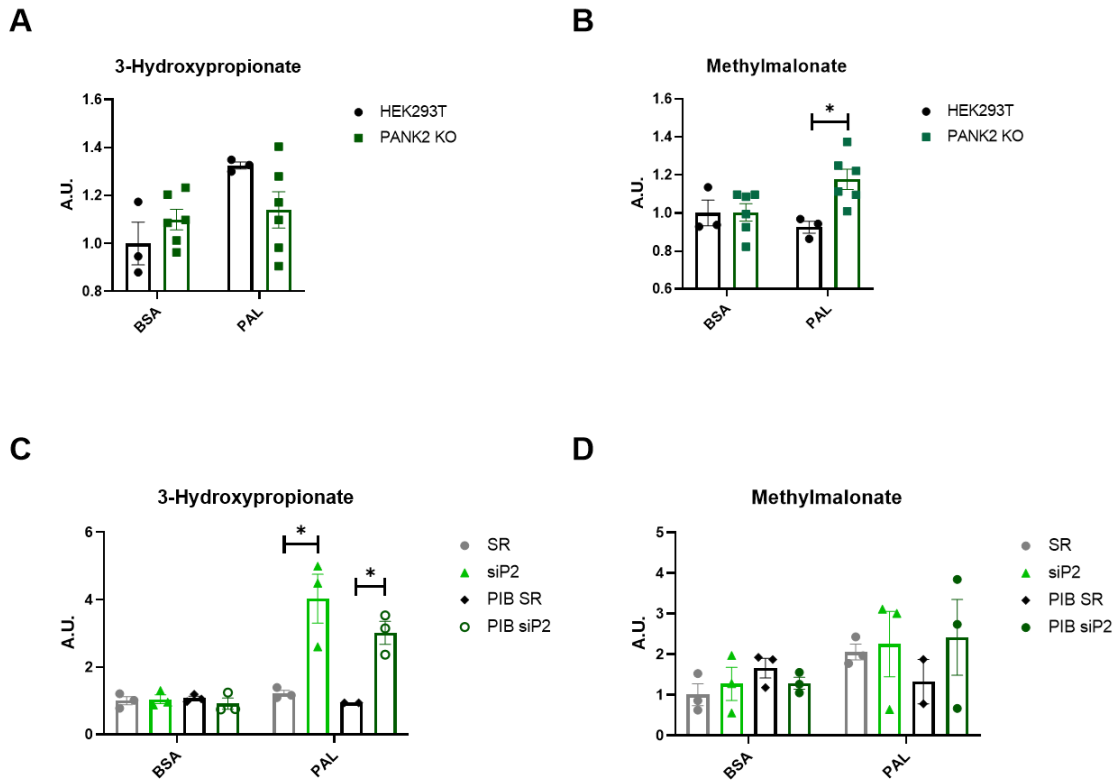 A
3-Hydroxypropionate
A.U.
1.6
1.4
1.2
1.0
0.8
BSA
PAL
HEK293T
PANK2 KO
B
Methylmalonate
A.U.
1.6
1.4
1.2
1.0
0.8
0.6
*
BSA
PAL
HEK293T
PANK2 KO
C
3-Hydroxypropionate
A.U.
6
4
2
0
*
*
BSA
PAL
SR
siP2
PIB SR
PIB siP2
D
Methylmalonate
A.U.
5
4
3
2
1
0
BSA
PAL
SR
siP2
PIB SR
PIB siP2